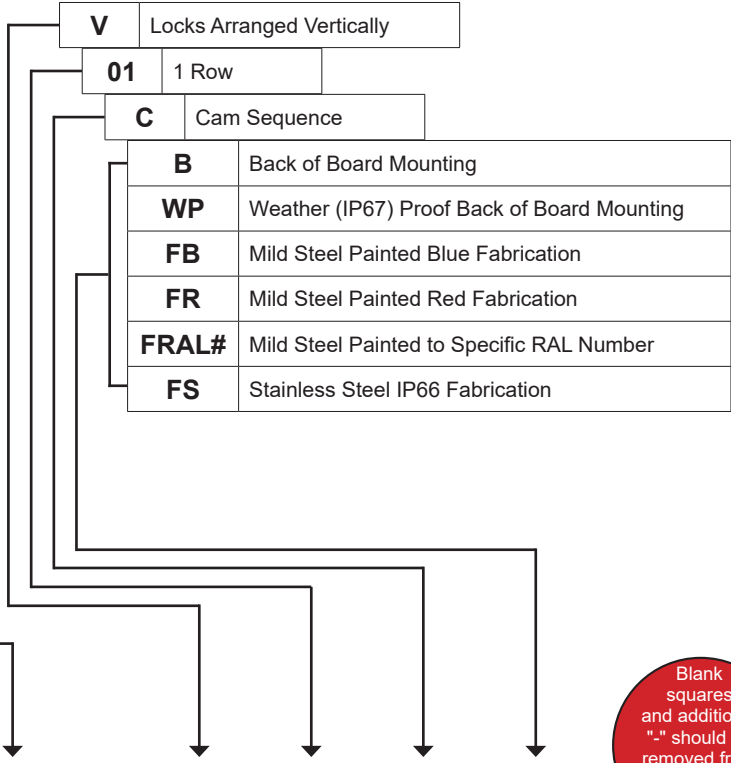 V Locks Arranged Vertically
01 1 Row
C Cam Sequence
B Back of Board Mounting
WP Weather (IP67) Proof Back of Board Mounting
FB Mild Steel Painted Blue Fabrication
FR Mild Steel Painted Red Fabrication
FRAL# Mild Steel Painted to Specific RAL Number
FS Stainless Steel IP66 Fabrication
Blank
squares
and
"-" should
removed